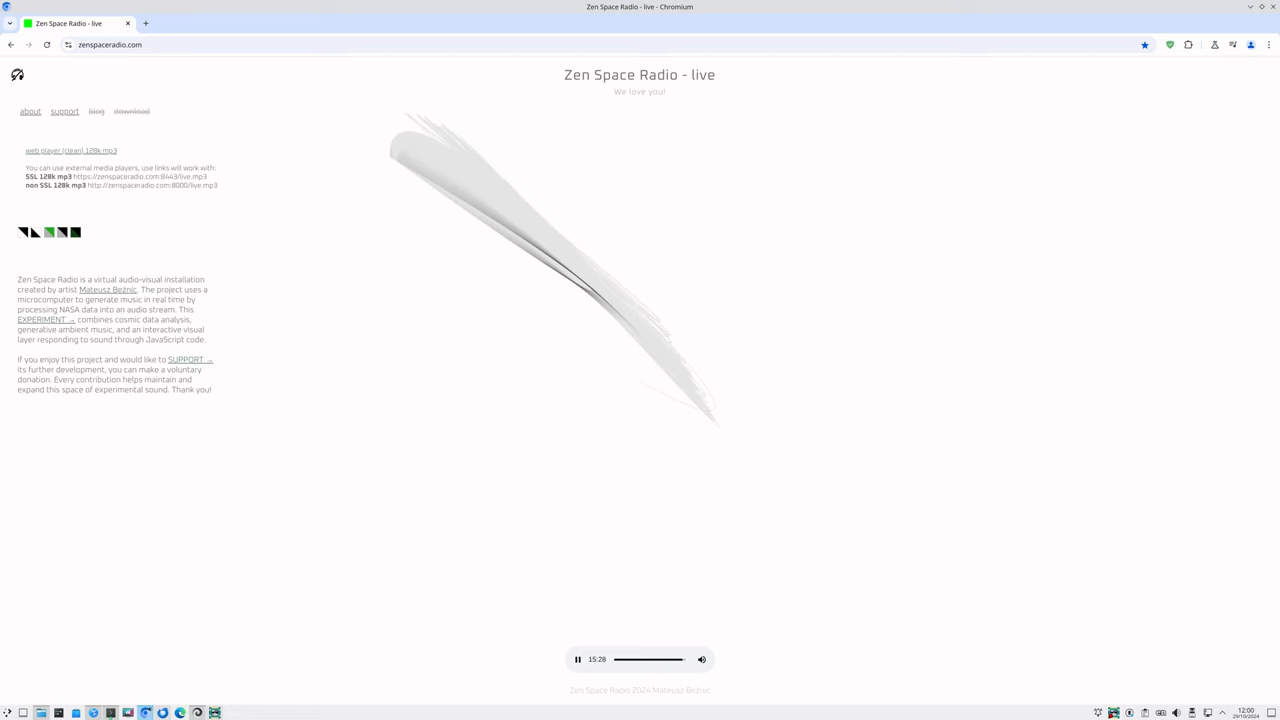 Zen Space Radio - live - Chromium
Zen Space Radio - live
zenspaceradio.com
Zen Space Radio - live
We love you!
about support blog download
web player (clean) 128k mp3
You can use external media players, use links will work with:
SSL 128k mp3 https://zenspaceradio.com:8443/live.mp3
non SSL 128k mp3 http://zenspaceradio.com:8000/live.mp3
Zen Space Radio is a virtual audio-visual installation
created by artist Mateusz Beżnic. The project uses a
microcomputer to generate music in real time by
processing NASA data into an audio stream. This
EXPERIMENT → combines cosmic data analysis,
generative ambient music, and an interactive visual
layer responding to sound through JavaScript code.
If you enjoy this project and would like to SUPPORT →
its further development, you can make a voluntary
donation. Every contribution helps maintain and
expand this space of experimental sound. Thank you!
15:28
Zen Space Radio 2024 Mateusz Beżnic
12:00
29/10/2024